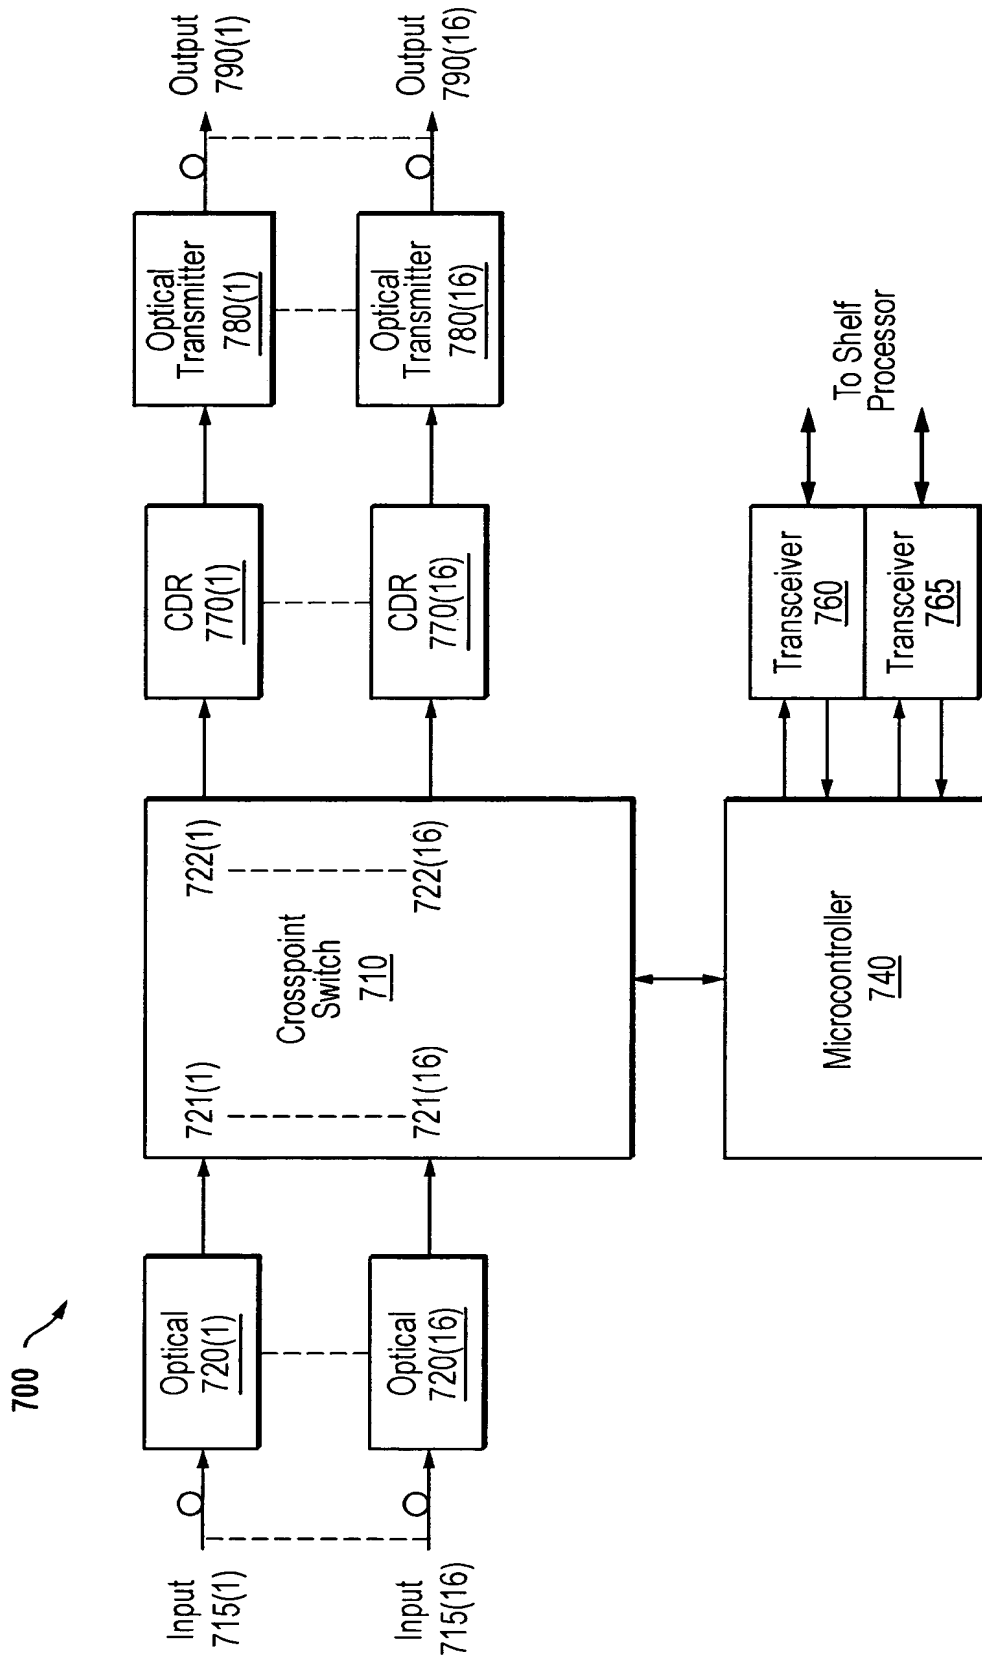 700
Input
715(1)
Optical
720(1)
721(1)
722(1)
CDR
770(1)
Optical
Transmitter
780(1)
Output
790(1)
Input
715(16)
Optical
720(16)
721(16)
722(16)
CDR
770(16)
Optical
Transmitter
780(16)
Output
790(16)
Crosspoint
Switch
710
Microcontroller
740
Transceiver
760
Transceiver
765
To Shelf
Processor